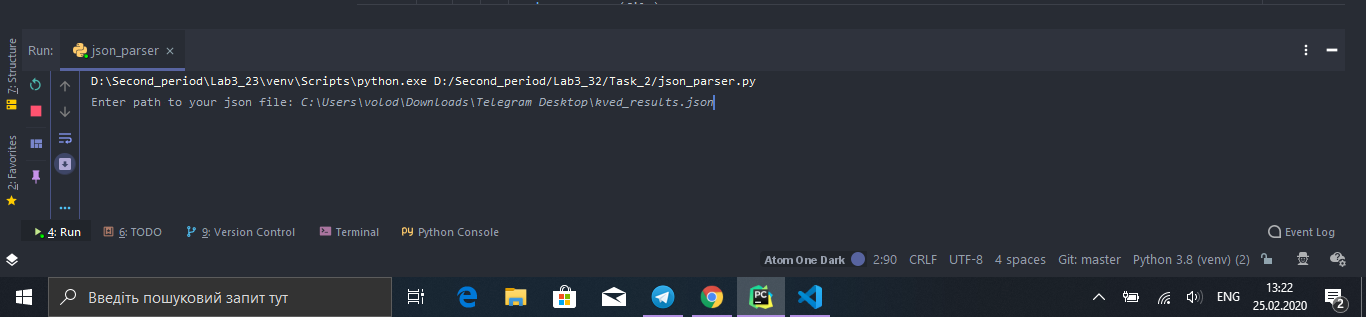 7: Structure
2: Favorites
Run: json_parser ×
D:\Second_period\Lab3_23\venv\Scripts\python.exe D:/Second_period/Lab3_32/Task_2/json_parser.py
Enter path to your json file: C:\Users\volod\Downloads\Telegram Desktop\kved_results.json
4: Run 6: TODO 9: Version Control Terminal Python Console Event Log
Atom One Dark 2:90 CRLF UTF-8 4 spaces Git: master Python 3.8 (venv) (2)
Введіть пошуковий запит тут
PC
ENG
13:22
25.02.2020
2